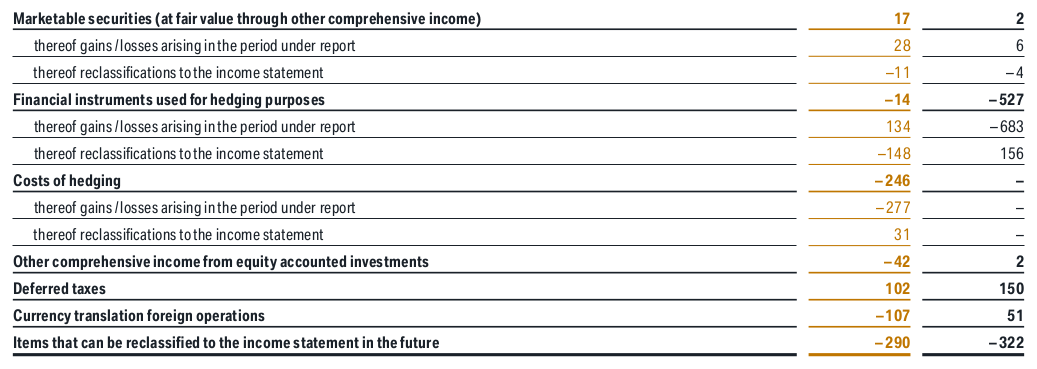 Marketable securities (at fair value through other comprehensive income) 17 2
thereof gains / losses arising in the period under report 28 6
thereof reclassifications to the income statement –11 –4
Financial instruments used for hedging purposes –14 –527
thereof gains / losses arising in the period under report 134 –683
thereof reclassifications to the income statement –148 156
Costs of hedging –246 –
thereof gains / losses arising in the period under report –277 –
thereof reclassifications to the income statement 31 –
Other comprehensive income from equity accounted investments –42 2
Deferred taxes 102 150
Currency translation foreign operations –107 51
Items that can be reclassified to the income statement in the future –290 –322